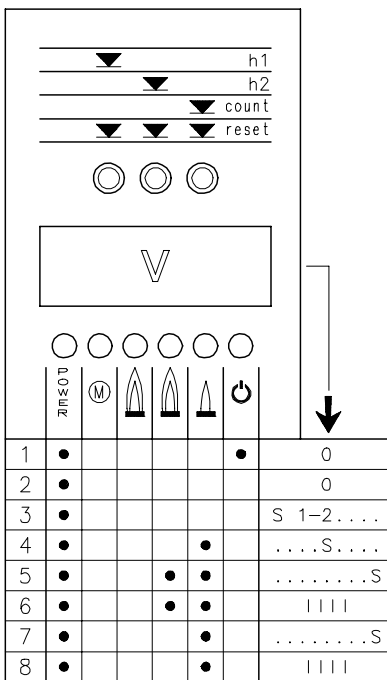 h1
h2
count
reset
V
POWER
M
1 0
2 0
3 S 1-2....
4 ....S....
5 ........S
6 IIII
7 ........S
8 IIII